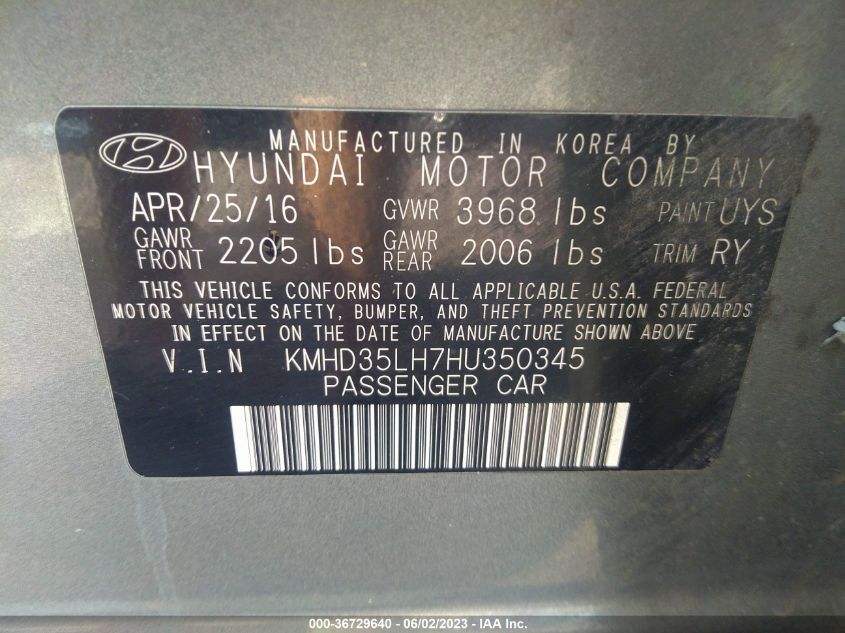 MANUFACTURED IN KOREA BY
HYUNDAI MOTOR COMPANY
APR/25/16 GVWR 3968 lbs PAINT UYS
GAWR FRONT 2205 lbs GAWR REAR 2006 lbs TRIM RY
THIS VEHICLE CONFORMS TO ALL APPLICABLE U.S.A. FEDERAL
MOTOR VEHICLE SAFETY, BUMPER, AND THEFT PREVENTION STANDARDS
IN EFFECT ON THE DATE OF MANUFACTURE SHOWN ABOVE
V.I.N KMHD35LH7HU350345
PASSENGER CAR
000-36729640 - 06/02/2023 - IAA Inc.